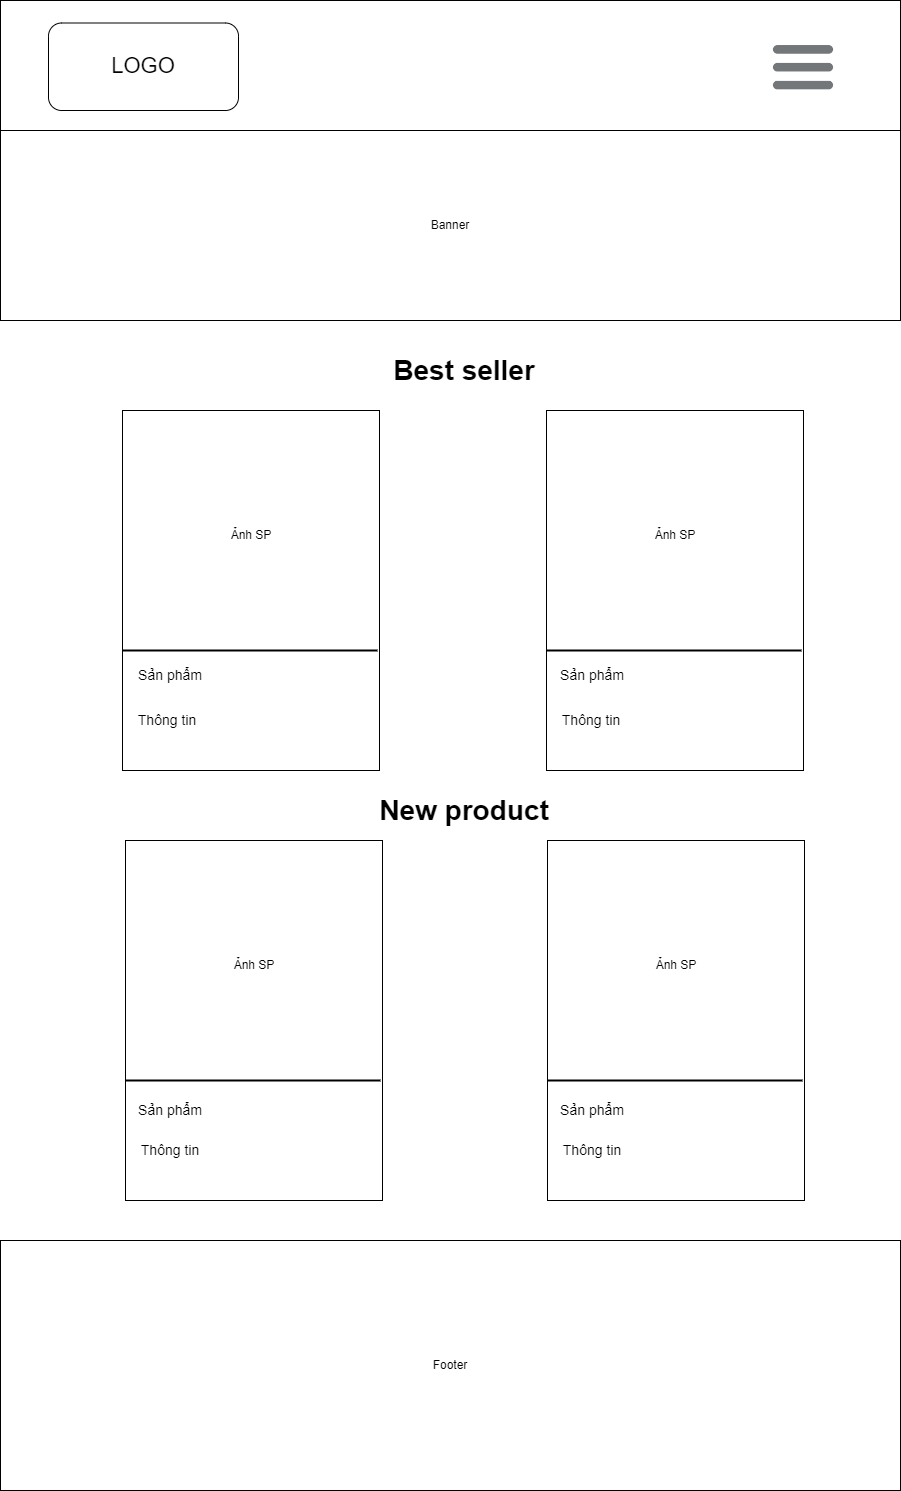 LOGO
Banner
Best seller
Ảnh SP
Ảnh SP
Sản phẩm
Sản phẩm
Thông tin
Thông tin
New product
Ảnh SP
Ảnh SP
Sản phẩm
Sản phẩm
Thông tin
Thông tin
Footer